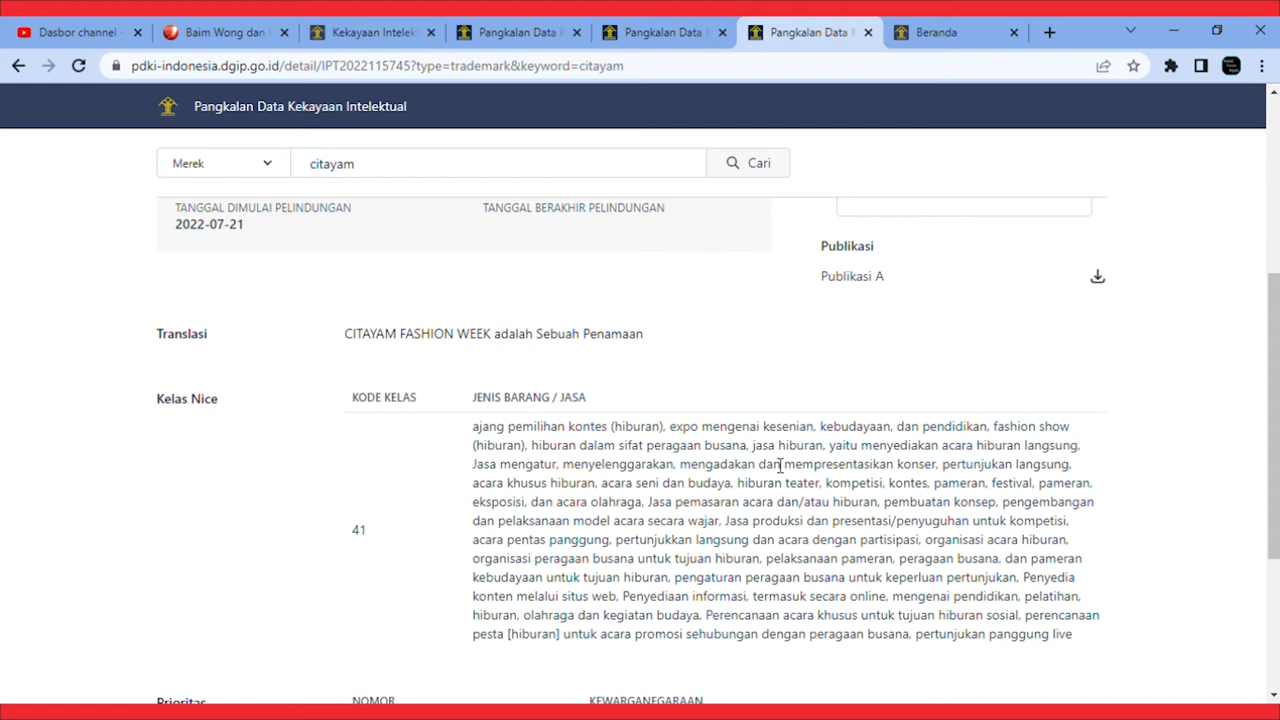 Dasbor channel -
Baim Wong dan
Kekayaan Intelek
Pangkalan Data
Pangkalan Data
Pangkalan Data
Beranda
pdki-indonesia.dgip.go.id/detail/IPT2022115745?type=trademark&keyword=citayam
Pangkalan Data Kekayaan Intelektual
Merek
citayam
Cari
TANGGAL DIMULAI PELINDUNGAN
TANGGAL BERAKHIR PELINDUNGAN
2022-07-21
Publikasi
Publikasi A
Translasi
CITAYAM FASHION WEEK adalah Sebuah Penamaan
Kelas Nice
KODE KELAS
JENIS BARANG / JASA
41
ajang pemilihan kontes (hiburan), expo mengenai kesenian, kebudayaan, dan pendidikan, fashion show
(hiburan), hiburan dalam sifat peragaan busana, jasa hiburan, yaitu menyediakan acara hiburan langsung,
Jasa mengatur, menyelenggarakan, mengadakan dan mempresentasikan konser, pertunjukan langsung,
acara khusus hiburan, acara seni dan budaya, hiburan teater, kompetisi, kontes, pameran, festival, pameran,
eksposisi, dan acara olahraga, Jasa pemasaran acara dan/atau hiburan, pembuatan konsep, pengembangan
dan pelaksanaan model acara secara wajar, Jasa produksi dan presentasi/penyuguhan untuk kompetisi,
acara pentas panggung, pertunjukkan langsung dan acara dengan partisipasi, organisasi acara hiburan,
organisasi peragaan busana untuk tujuan hiburan, pelaksanaan pameran, peragaan busana, dan pameran
kebudayaan untuk tujuan hiburan, pengaturan peragaan busana untuk keperluan pertunjukan, Penyedia
konten melalui situs web, Penyediaan informasi, termasuk secara online, mengenai pendidikan, pelatihan,
hiburan, olahraga dan kegiatan budaya, Perencanaan acara khusus untuk tujuan hiburan sosial, perencanaan
pesta [hiburan] untuk acara promosi sehubungan dengan peragaan busana, pertunjukan panggung live
Prioritas
NOMOR
KEWARGANEGARAAN